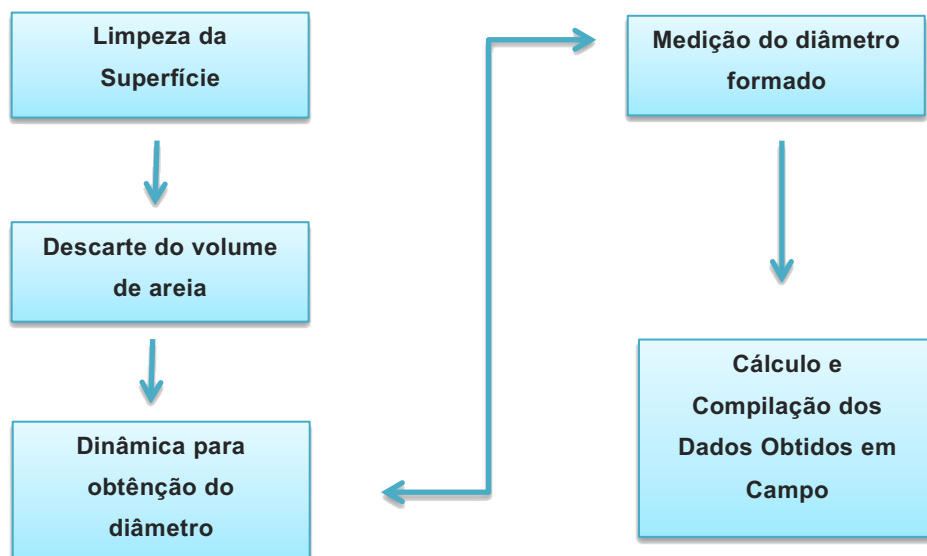 Limpeza da
Superfície
Descarte do volume
de areia
Dinâmica para
obtênção do
diâmetro
Medição do diâmetro
formado
Cálculo e
Compilação dos
Dados Obtidos em
Campo